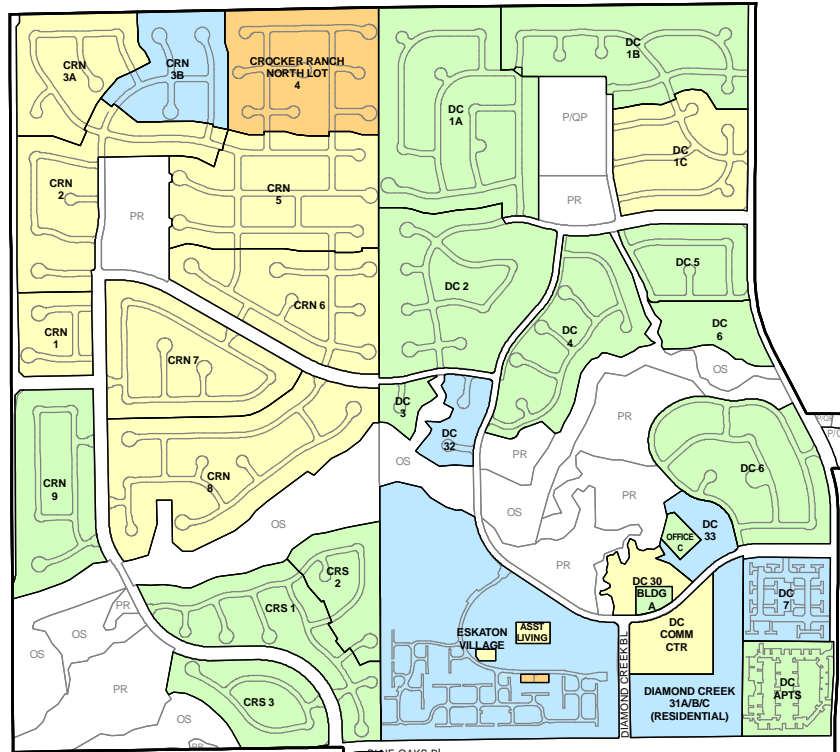 CRN
3A
CRN
3B
CROCKER RANCH
NORTH LOT
4
DC
1B
DC
1A
P/QP
DC
1C
CRN
2
CRN
5
PR
PR
DC 2
DC 5
CRN
1
CRN 6
DC
4
DC
6
CRN 7
OS
DC
3
DC
32
PR
P/QP
CRN
9
CRN
8
OS
PR
DC 6
PR
OS
OS
DC
33
OFFICE
C
PR
CRS
2
CRS 1
DC 30
BLDG
A
DC
7
PR
OS
OS
ESKATON
VILLAGE
ASST
LIVING
DC
COMM
CTR
PR
CRS 3
DIAMOND CREEK BL
DIAMOND CREEK
31A/B/C
(RESIDENTIAL)
DC
APTS
OS